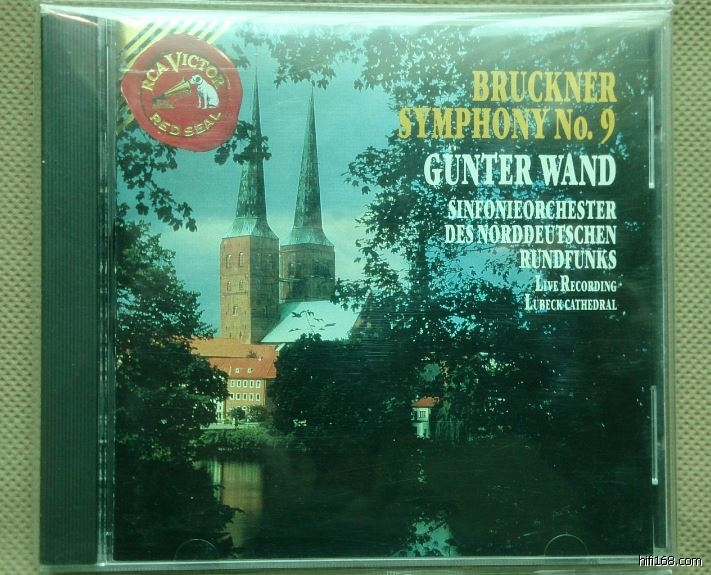 RCA VICTOR
RED SEAL
BRUCKNER
SYMPHONY No. 9
GÜNTER WAND
SINFONIEORCHESTER
DES NORDDEUTSCHEN
RUNDFUNKS
LIVE RECORDING
LUBECK CATHEDRAL
hifi168.com